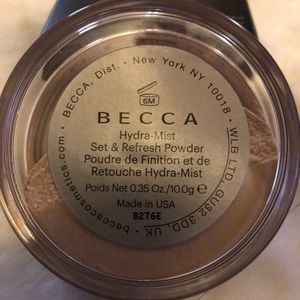 BECCA, Dist. • New York NY 10018 •
WLB LTD, GU32 3DD, UK •
beccacosmetics.com •
6M
BECCA
Hydra-Mist
Set & Refresh Powder
Poudre de Finition et de
Retouche Hydra-Mist
Poids Net 0.35 Oz./10.0g ℮
Made in USA
8276E